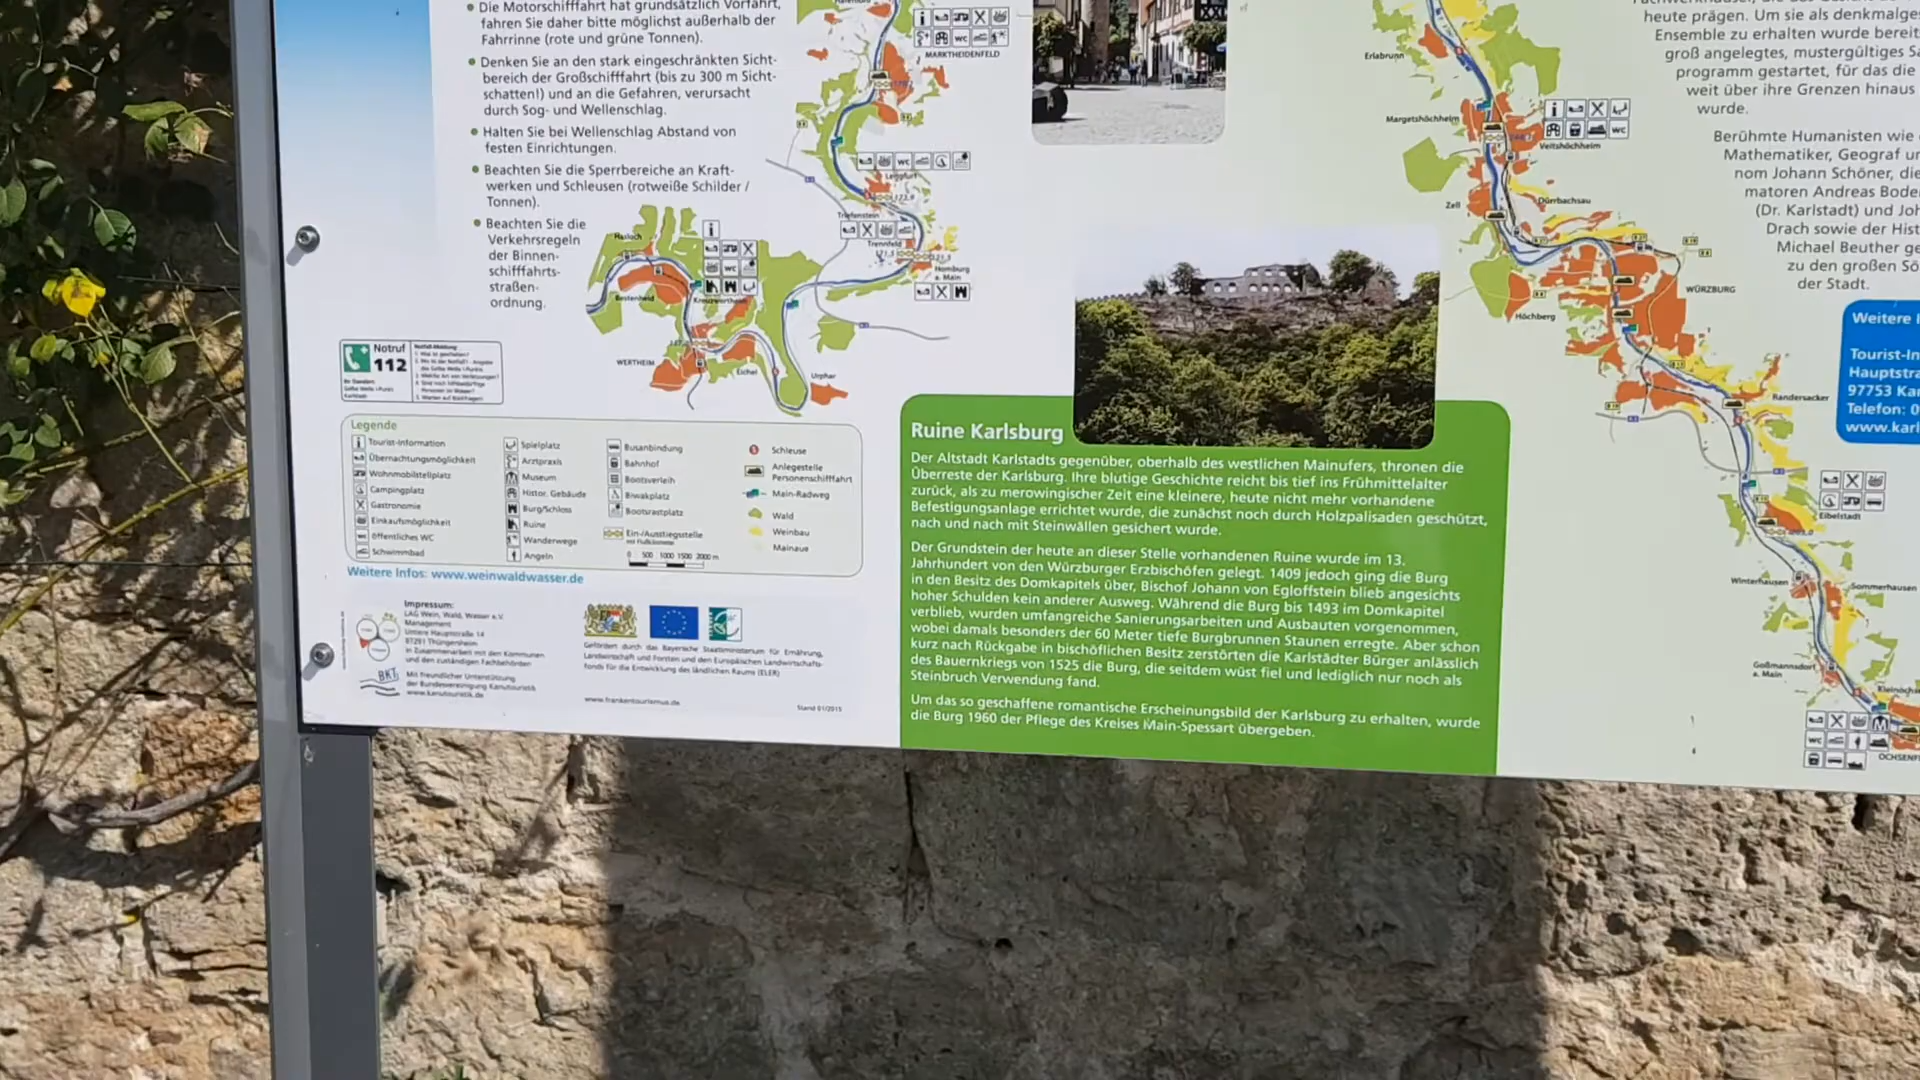 Die Motorschifffahrt hat grundsätzlich Vorfahrt,
fahren Sie daher bitte möglichst außerhalb der
Fahrrinne (rote und grüne Tonnen).
Denken Sie an den stark eingeschränkten Sicht-
bereich der Großschifffahrt (bis zu 300 m Sicht-
schatten!) und an die Gefahren, verursacht
durch Sog- und Wellenschlag.
Halten Sie bei Wellenschlag Abstand von
festen Einrichtungen.
Beachten Sie die Sperrbereiche an Kraft-
werken und Schleusen (rotweiße Schilder /
Tonnen).
Beachten Sie die
Verkehrsregeln
der Binnen-
schifffahrts-
straßen-
ordnung.
Notruf
112
MARKTHEIDENFELD
Lengfurt
Triefenstein
Trennfeld
Homburg
a. Main
Hasloch
Bestenheid
Kreuzwertheim
WERTHEIM
Eichel
Urphar
Legende
Tourist-Information
Übernachtungsmöglichkeit
Wohnmobilstellplatz
Campingplatz
Gastronomie
Einkaufsmöglichkeit
öffentliches WC
Schwimmbad
Spielplatz
Arztpraxis
Museum
Histor. Gebäude
Burg/Schloss
Ruine
Wanderwege
Angeln
Busanbindung
Bahnhof
Bootsverleih
Biwakplatz
Bootsrastplatz
Ein-/Ausstiegsstelle
mit Flußkilometer
0 500 1000 1500 2000 m
Schleuse
Anlegestelle
Personenschifffahrt
Main-Radweg
Wald
Weinbau
Mainaue
Weitere Infos: www.weinwaldwasser.de
Impressum:
LAG Wein, Wald, Wasser e.V.
Management
Untere Hauptstraße 14
97291 Thüngersheim
in Zusammenarbeit mit den Kommunen
und den zuständigen Fachbehörden
BKT
Mit freundlicher Unterstützung
der Bundesvereinigung Kanutouristik
www.kanutouristik.de
Gefördert durch das Bayerische Staatsministerium für Ernährung,
Landwirtschaft und Forsten und den Europäischen Landwirtschafts-
fonds für die Entwicklung des ländlichen Raums (ELER)
www.frankentourismus.de
Stand 01/2015
Ruine Karlsburg
Der Altstadt Karlstadts gegenüber, oberhalb des westlichen Mainufers, thronen die
Überreste der Karlsburg. Ihre blutige Geschichte reicht bis tief ins Frühmittelalter
zurück, als zu merowingischer Zeit eine kleinere, heute nicht mehr vorhandene
Befestigungsanlage errichtet wurde, die zunächst noch durch Holzpalisaden geschützt,
nach und nach mit Steinwällen gesichert wurde.
Der Grundstein der heute an dieser Stelle vorhandenen Ruine wurde im 13.
Jahrhundert von den Würzburger Erzbischöfen gelegt. 1409 jedoch ging die Burg
in den Besitz des Domkapitels über, Bischof Johann von Egloffstein blieb angesichts
hoher Schulden kein anderer Ausweg. Während die Burg bis 1493 im Domkapitel
verblieb, wurden umfangreiche Sanierungsarbeiten und Ausbauten vorgenommen,
wobei damals besonders der 60 Meter tiefe Burgbrunnen Staunen erregte. Aber schon
kurz nach Rückgabe in bischöflichen Besitz zerstörten die Karlstädter Bürger anlässlich
des Bauernkriegs von 1525 die Burg, die seitdem wüst fiel und lediglich nur noch als
Steinbruch Verwendung fand.
Um das so geschaffene romantische Erscheinungsbild der Karlsburg zu erhalten, wurde
die Burg 1960 der Pflege des Kreises Main-Spessart übergeben.
Erlabrunn
Margetshöchheim
Veitshöchheim
Zell
Dürrbachsau
WÜRZBURG
Höchberg
Randersacker
Eibelstadt
Winterhausen
Sommerhausen
Goßmannsdorf
a. Main
Kleinoch
OCHSENF
heute prägen. Um sie als denkmalge
Ensemble zu erhalten wurde bereit
groß angelegtes, mustergültiges Sa
programm gestartet, für das die
weit über ihre Grenzen hinaus
wurde.
Berühmte Humanisten wie
Mathematiker, Geograf un
nom Johann Schöner, die
matoren Andreas Boden
(Dr. Karlstadt) und Joh
Drach sowie der Hist
Michael Beuther ge
zu den großen Sö
der Stadt.
Weitere I
Tourist-In
Hauptstra
97753 Ka
Telefon: 0
www.karl